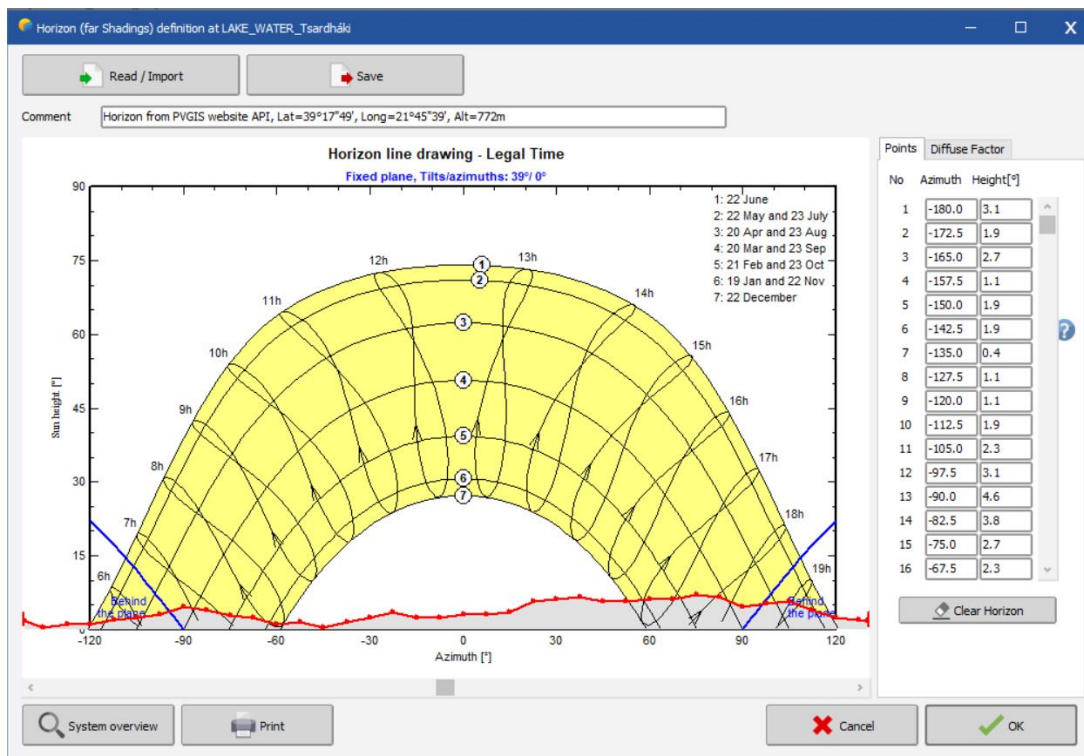 Horizon (far Shadings) definition at LAKE_WATER_Tsardháki
Read / Import
Save
Comment
Horizon from PVGIS website API, Lat=39°17"49', Long=21°45"39', Alt=772m
Horizon line drawing - Legal Time
Fixed plane, Tilts/azimuths: 39°/ 0°
1: 22 June
2: 22 May and 23 July
3: 20 Apr and 23 Aug
4: 20 Mar and 23 Sep
5: 21 Feb and 23 Oct
6: 19 Jan and 22 Nov
7: 22 December
90
75
60
45
30
15
0
Sun height [°]
6h
7h
8h
9h
10h
11h
12h
13h
14h
15h
16h
17h
18h
19h
1
2
3
4
5
6
7
Behind
the plane
Behind
the plane
-120 -90 -60 -30 0 30 60 90 120
Azimuth [°]
Points
Diffuse Factor
No Azimuth Height[°]
1 -180.0 3.1
2 -172.5 1.9
3 -165.0 2.7
4 -157.5 1.1
5 -150.0 1.9
6 -142.5 1.9
7 -135.0 0.4
8 -127.5 1.1
9 -120.0 1.1
10 -112.5 1.9
11 -105.0 2.3
12 -97.5 3.1
13 -90.0 4.6
14 -82.5 3.8
15 -75.0 2.7
16 -67.5 2.3
?
Clear Horizon
System overview
Print
Cancel
OK